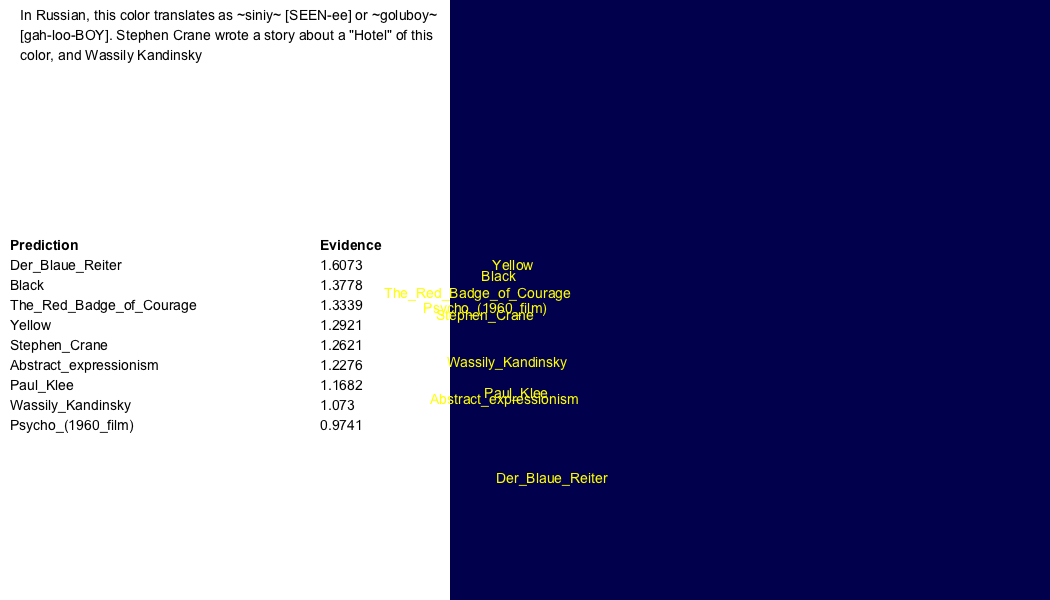 In Russian, this color translates as ~siniy~ [SEEN-ee] or ~goluboy~
[gah-loo-BOY]. Stephen Crane wrote a story about a "Hotel" of this
color, and Wassily Kandinsky
Prediction Evidence
Der_Blaue_Reiter 1.6073
Black 1.3778
The_Red_Badge_of_Courage 1.3339
Yellow 1.2921
Stephen_Crane 1.2621
Abstract_expressionism 1.2276
Paul_Klee 1.1682
Wassily_Kandinsky 1.073
Psycho_(1960_film) 0.9741
Yellow
Black
The_Red_Badge_of_Courage
Psycho_(1960_film)
Stephen_Crane
Wassily_Kandinsky
Paul_Klee
Abstract_expressionism
Der_Blaue_Reiter